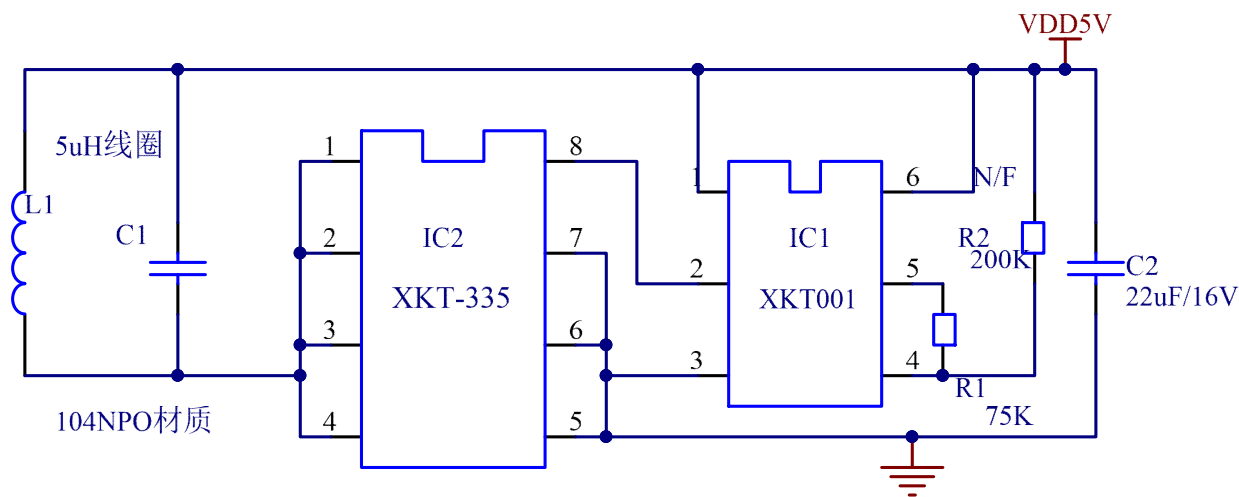 VDD5V
5uH线圈
L1
C1
1
2
3
4
IC2
XKT-335
8
7
6
5
1
2
3
IC1
XKT001
6
5
4
N/F
R2
200K
R1
75K
C2
22uF/16V
104NPO材质